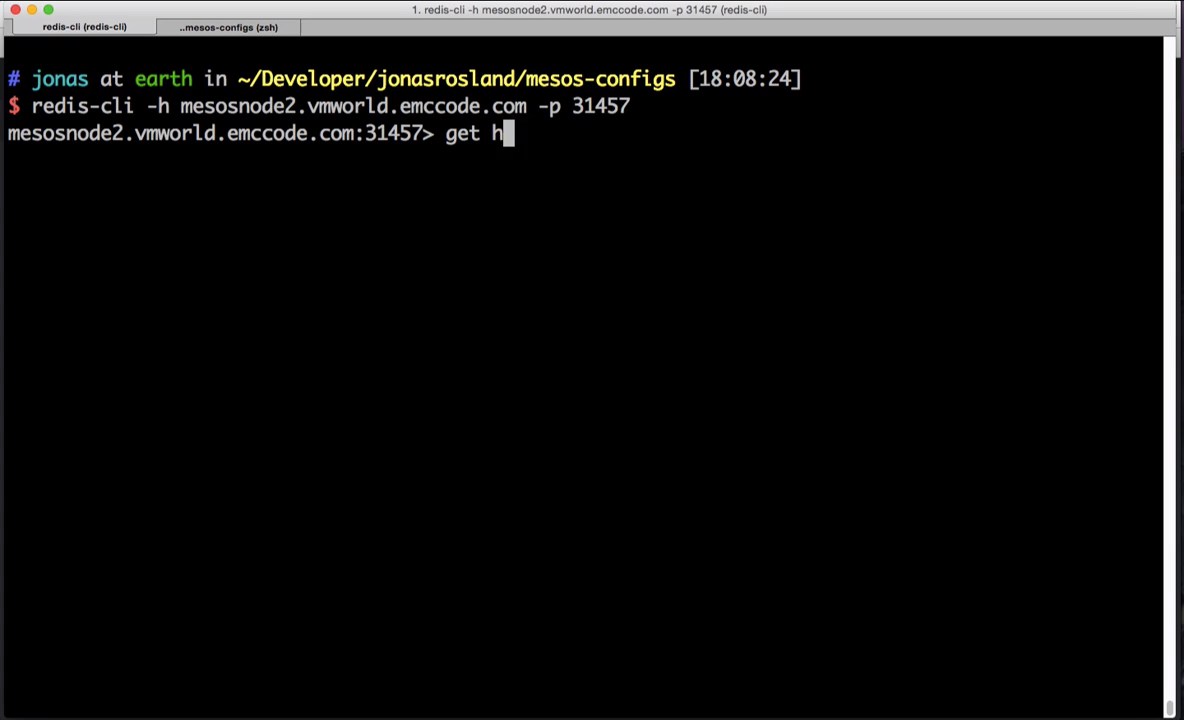 1. redis-cli -h mesosnode2.vmworld.emccode.com -p 31457 (redis-cli)
redis-cli (redis-cli) ..mesos-configs (zsh)
# jonas at earth in ~/Developer/jonasrosland/mesos-configs [18:08:24]
$ redis-cli -h mesosnode2.vmworld.emccode.com -p 31457
mesosnode2.vmworld.emccode.com:31457> get h